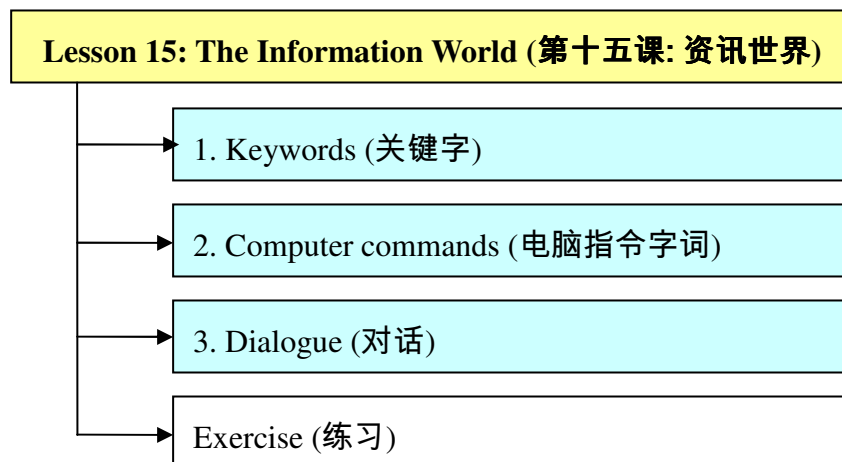 Lesson 15: The Information World (第十五课: 资讯世界)
1. Keywords (关键字)
2. Computer commands (电脑指令字词)
3. Dialogue (对话)
Exercise (练习)